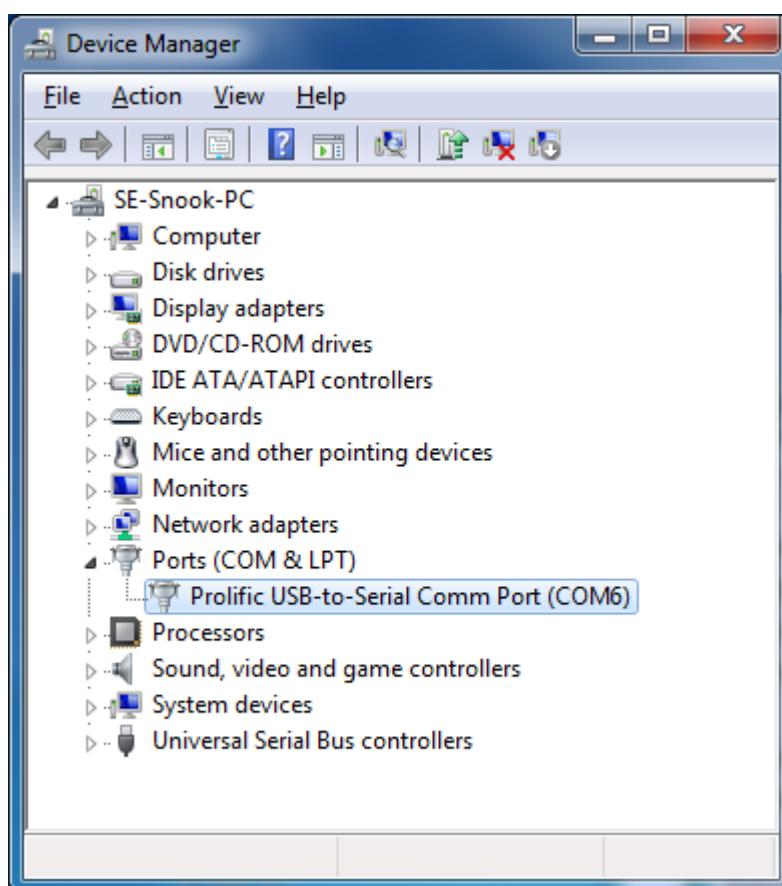 Device Manager
File Action View Help
SE-Snook-PC
Computer
Disk drives
Display adapters
DVD/CD-ROM drives
IDE ATA/ATAPI controllers
Keyboards
Mice and other pointing devices
Monitors
Network adapters
Ports (COM & LPT)
Prolific USB-to-Serial Comm Port (COM6)
Processors
Sound, video and game controllers
System devices
Universal Serial Bus controllers